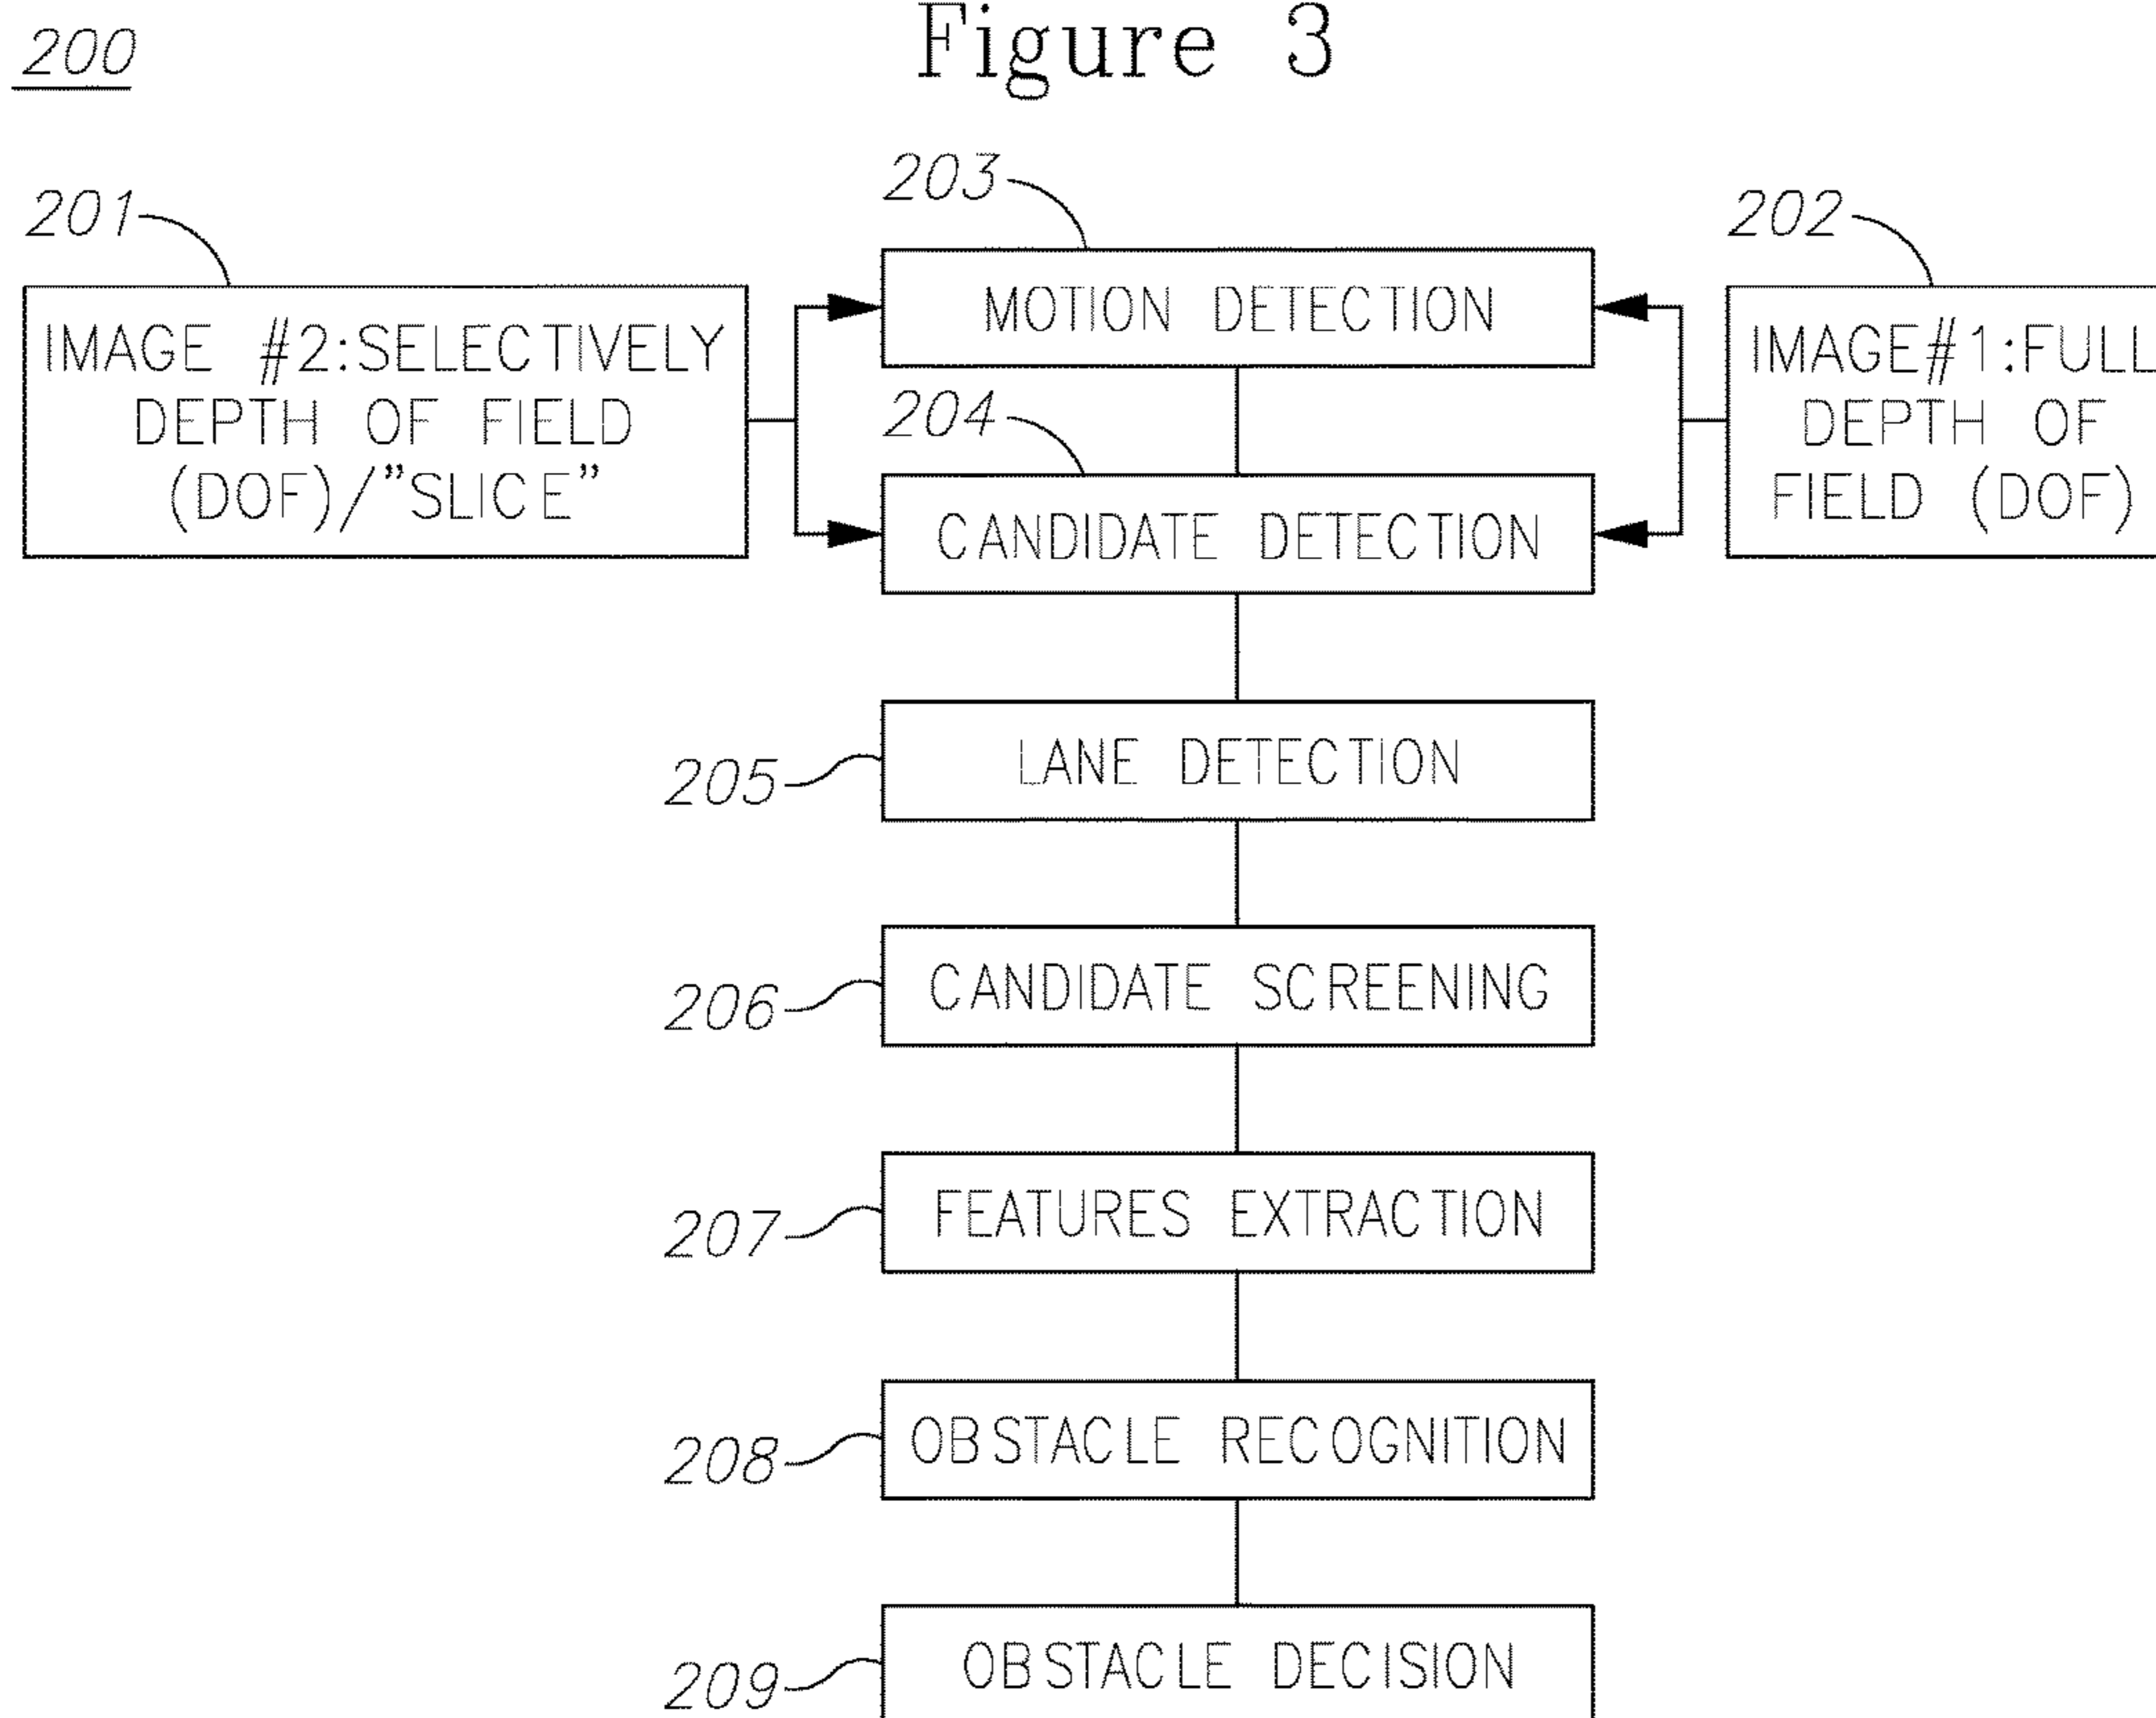 200
Figure 3
203
201
202
MOTION DETECTION
IMAGE #2:SELECTIVELY
DEPTH OF FIELD
(DOF)/"SLICE"
IMAGE#1:FULL
DEPTH OF
FIELD (DOF)
204
CANDIDATE DETECTION
205
LANE DETECTION
206
CANDIDATE SCREENING
207
FEATURES EXTRACTION
208
OBSTACLE RECOGNITION
209
OBSTACLE DECISION